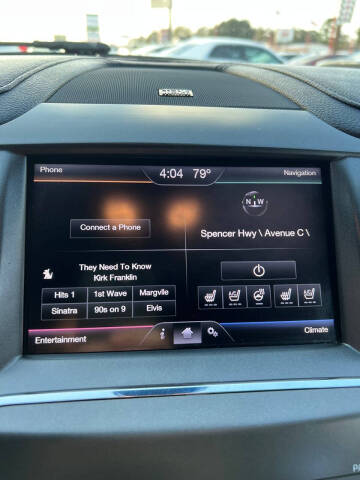 Phone
4:04 79°
Navigation
N W
Connect a Phone
Spencer Hwy \ Avenue C \
They Need To Know
Kirk Franklin
Hits 1 1st Wave Margvlle
Sinatra 90s on 9 Elvis
Entertainment
i
Climate